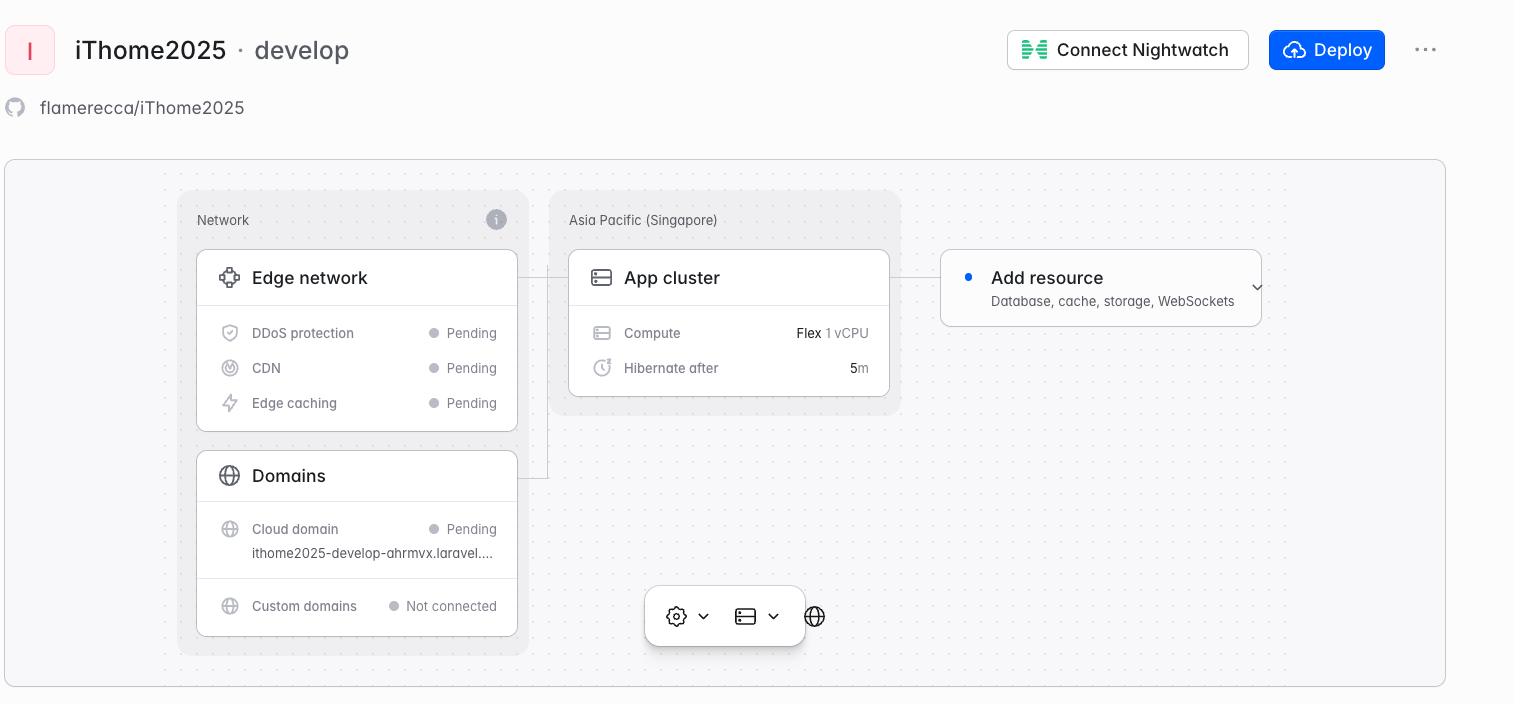 I
iThome2025 · develop
Connect Nightwatch
Deploy
flamerecca/iThome2025
Network
Edge network
DDoS protection Pending
CDN Pending
Edge caching Pending
Domains
Cloud domain Pending
ithome2025-develop-ahrmvx.laravel....
Custom domains Not connected
Asia Pacific (Singapore)
App cluster
Compute Flex 1 vCPU
Hibernate after 5m
Add resource
Database, cache, storage, WebSockets